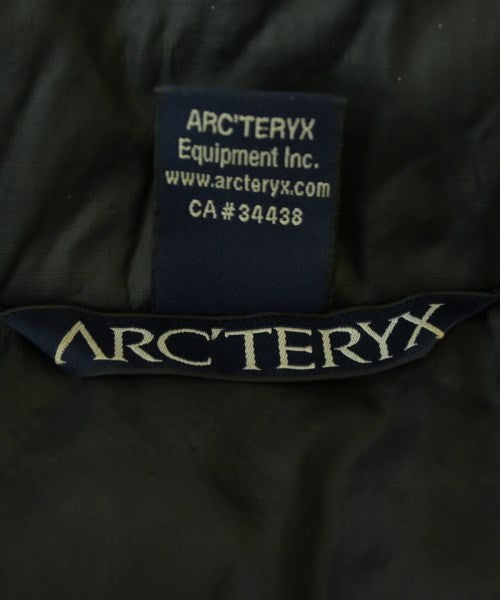 ARC'TERYX
Equipment Inc.
www.arcteryx.com
CA#34438
ARC'TERYX